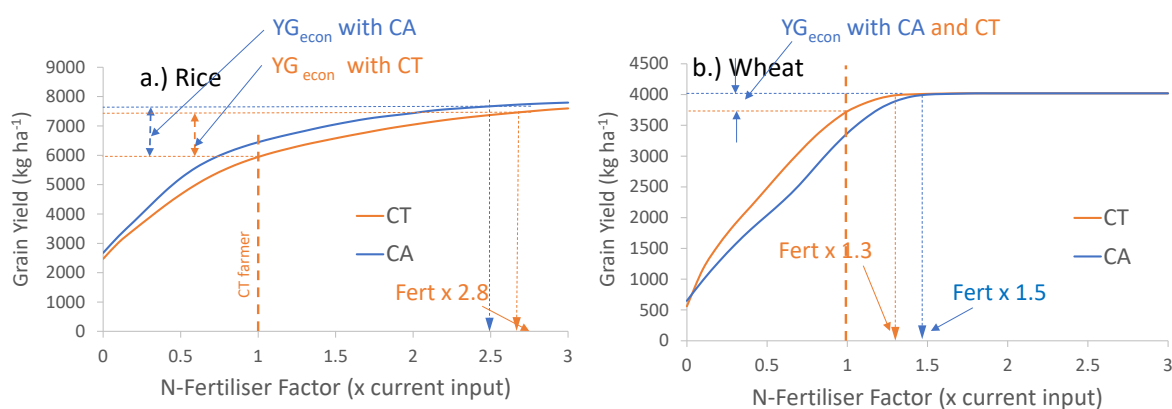 YG_econ with CA
YG_econ with CT
a.) Rice
Grain Yield (kg ha⁻¹)
9000
8000
7000
6000
5000
4000
3000
2000
1000
0
CT farmer
CT
CA
Fert x 2.8
0 0.5 1 1.5 2 2.5 3
N-Fertiliser Factor (x current input)
YG_econ with CA and CT
b.) Wheat
Grain Yield (kg ha⁻¹)
4500
4000
3500
3000
2500
2000
1500
1000
500
0
CT
CA
Fert x 1.3
Fert x 1.5
0 0.5 1 1.5 2 2.5 3
N-Fertiliser Factor (x current input)